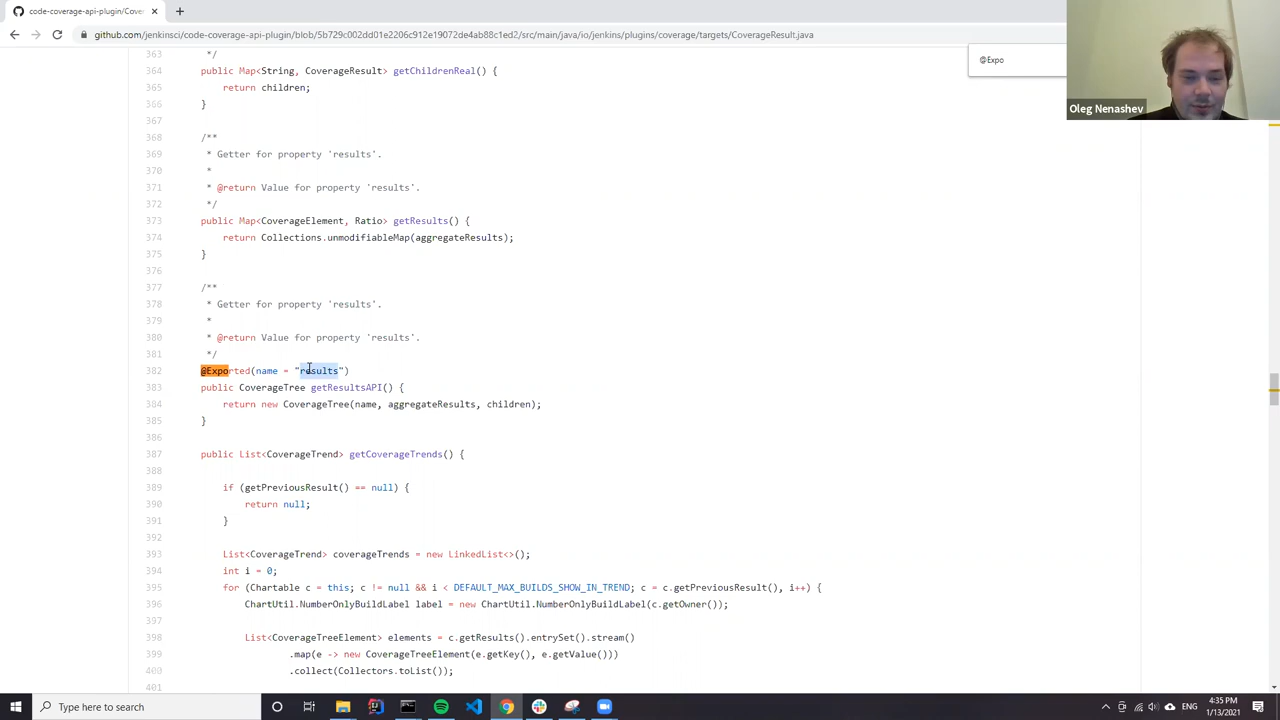 code-coverage-api-plugin/Cover
github.com/jenkinsci/code-coverage-api-plugin/blob/5b729c002dd01e2206c912e19072de4ab88c1ed2/src/main/java/io/jenkins/plugins/coverage/targets/CoverageResult.java
@Expo
Oleg Nenashev
363 */
364 public Map<String, CoverageResult> getChildrenReal() {
365 return children;
366 }
367
368 /**
369 * Getter for property 'results'.
370 *
371 * @return Value for property 'results'.
372 */
373 public Map<CoverageElement, Ratio> getResults() {
374 return Collections.unmodifiableMap(aggregateResults);
375 }
376
377 /**
378 * Getter for property 'results'.
379 *
380 * @return Value for property 'results'.
381 */
382 @Exported(name = "results")
383 public CoverageTree getResultsAPI() {
384 return new CoverageTree(name, aggregateResults, children);
385 }
386
387 public List<CoverageTrend> getCoverageTrends() {
388
389 if (getPreviousResult() == null) {
390 return null;
391 }
392
393 List<CoverageTrend> coverageTrends = new LinkedList<>();
394 int i = 0;
395 for (Chartable c = this; c != null && i < DEFAULT_MAX_BUILDS_SHOW_IN_TREND; c = c.getPreviousResult(), i++) {
396 ChartUtil.NumberOnlyBuildLabel label = new ChartUtil.NumberOnlyBuildLabel(c.getOwner());
397
398 List<CoverageTreeElement> elements = c.getResults().entrySet().stream()
399 .map(e -> new CoverageTreeElement(e.getKey(), e.getValue()))
400 .collect(Collectors.toList());
401
Type here to search
ENG
4:35 PM
1/13/2021